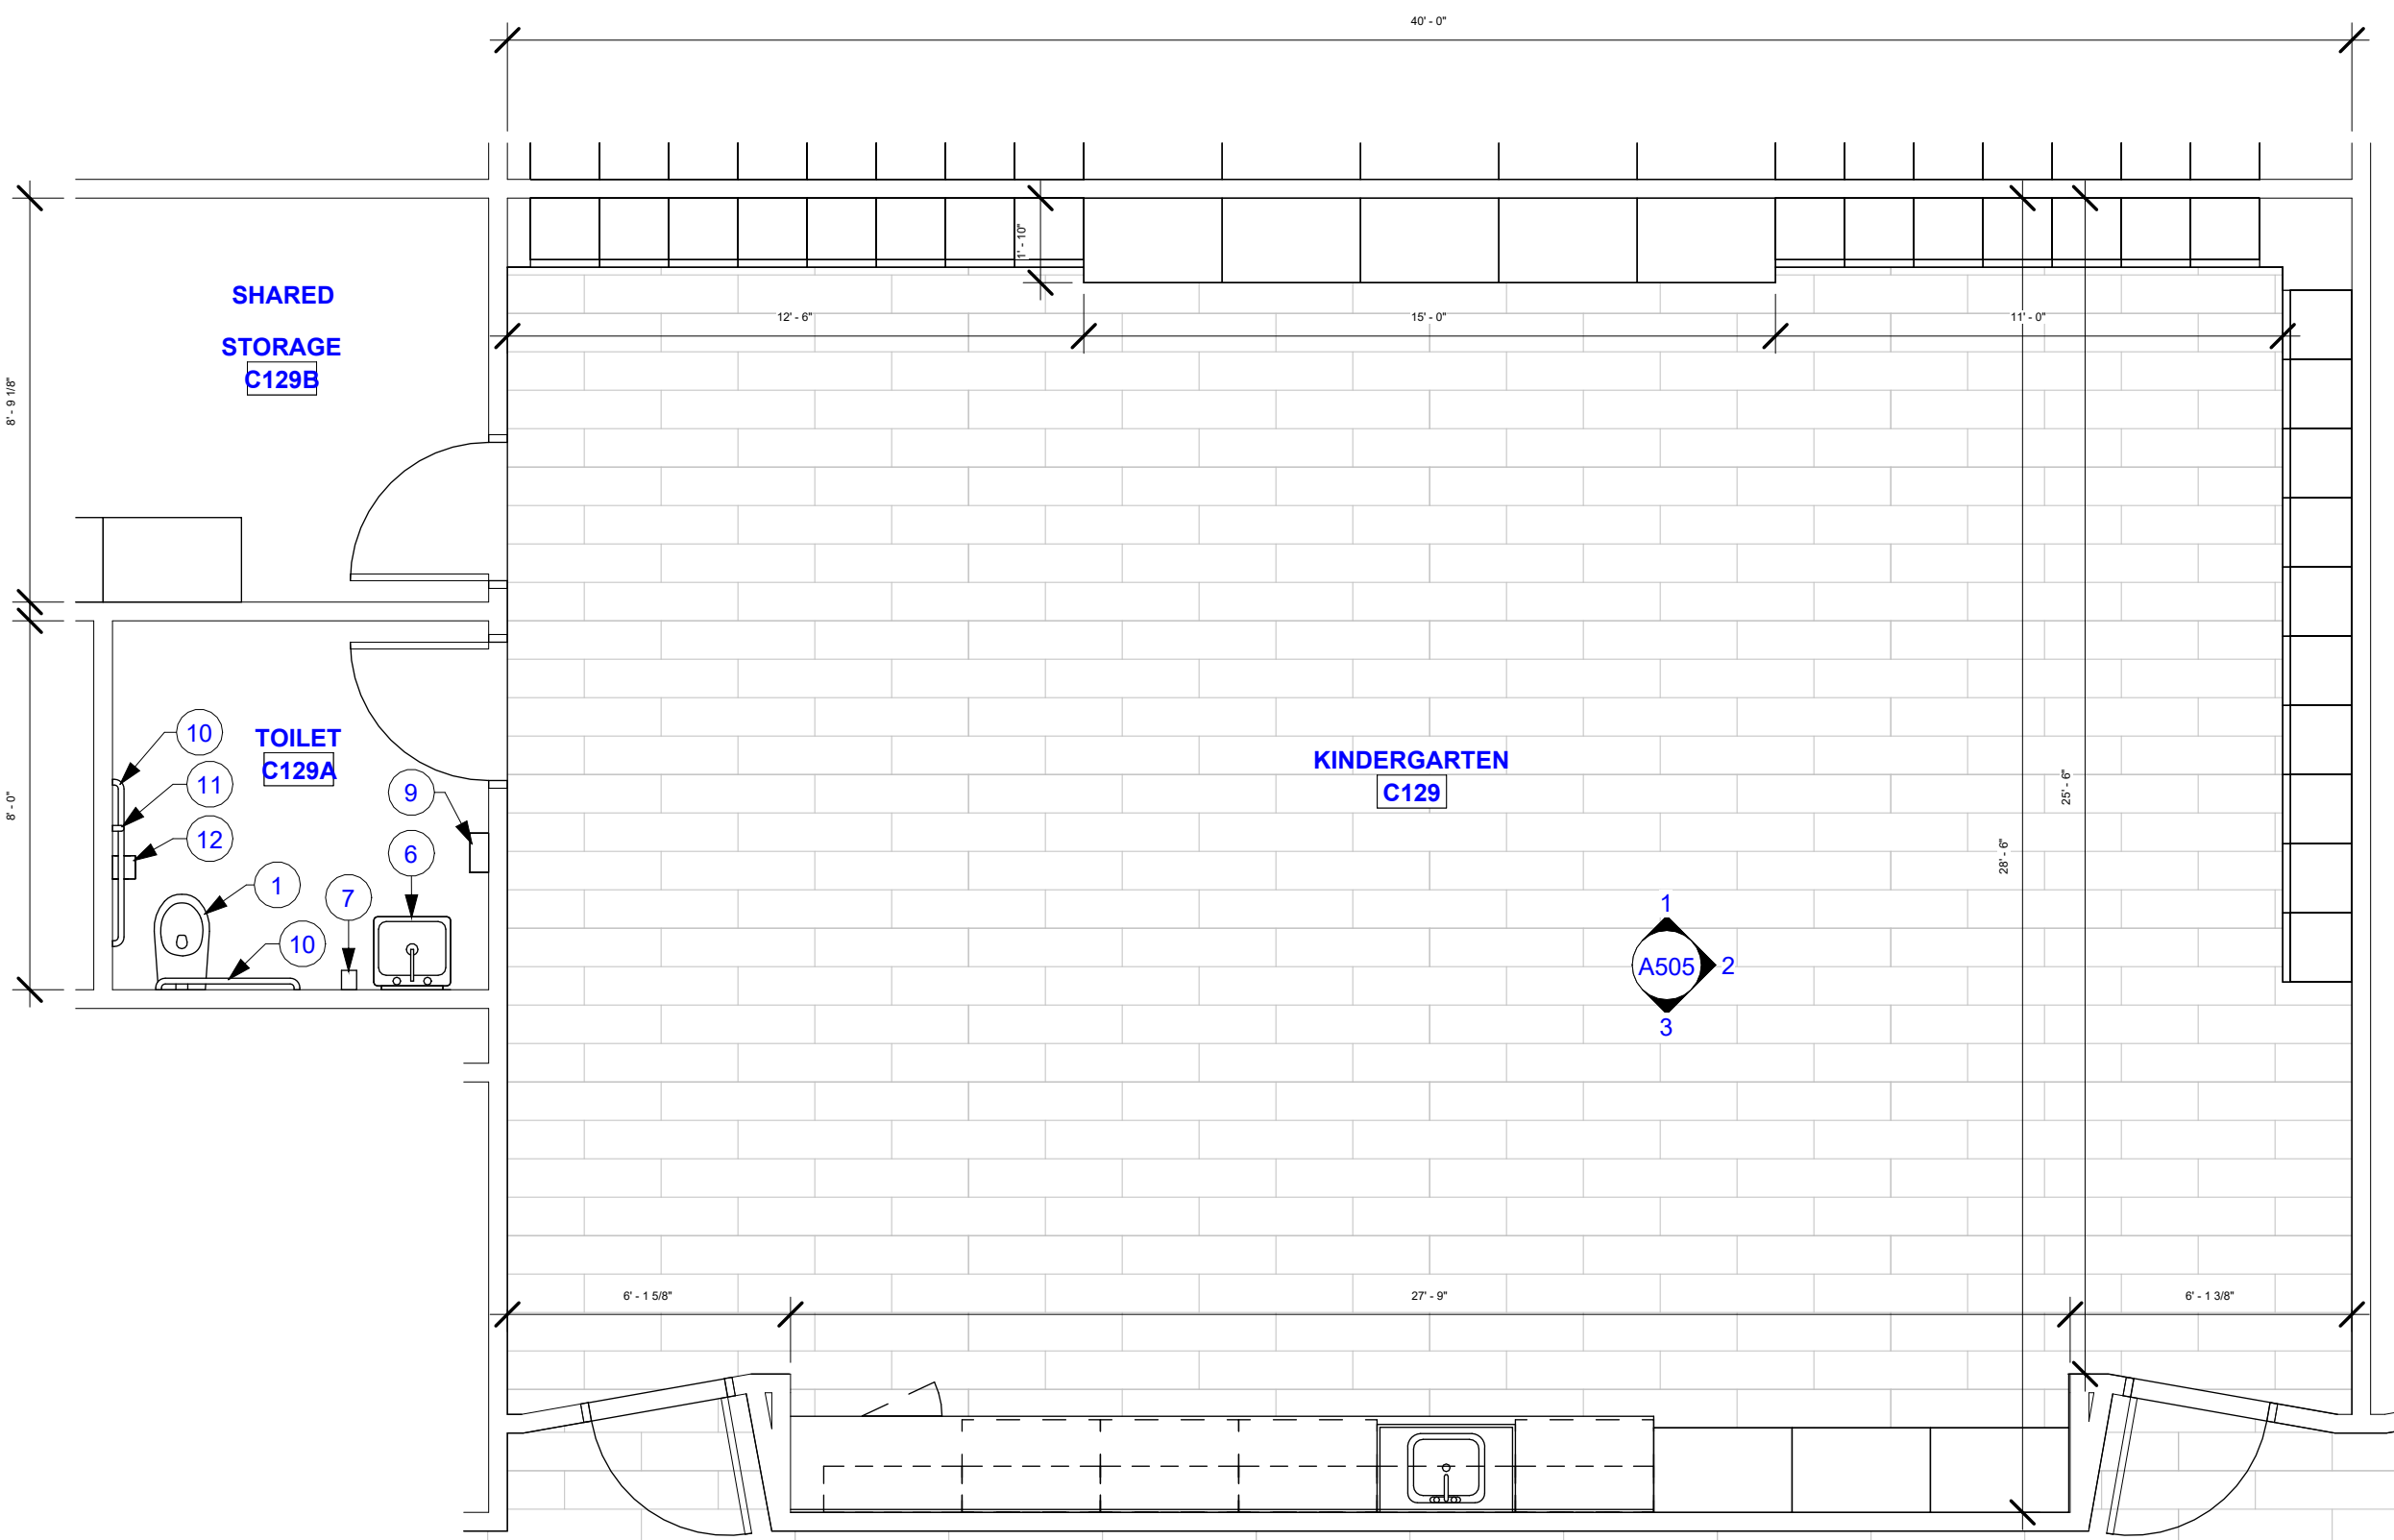 40' - 0"
1' - 10"
SHARED
STORAGE
C129B
12' - 6"
15' - 0"
11' - 0"
8' - 9 1/8"
10
TOILET
C129A
11
9
12
6
1
7
10
8' - 0"
KINDERGARTEN
C129
25' - 6"
28' - 6"
1
A505
2
3
6' - 1 5/8"
27' - 9"
6' - 1 3/8"